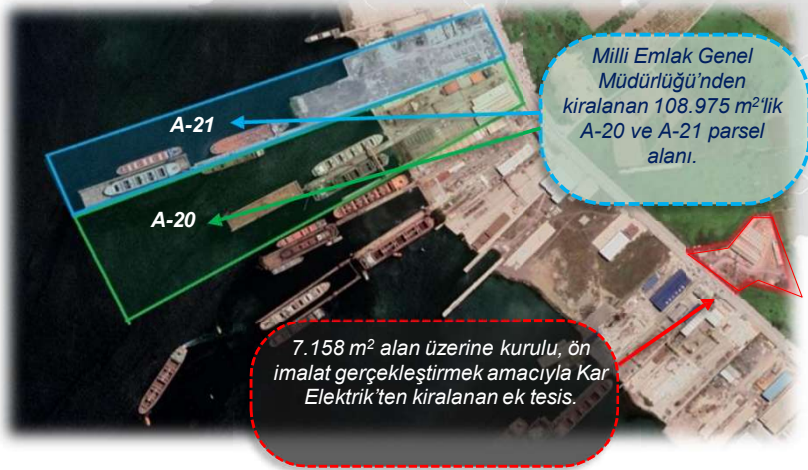 Milli Emlak Genel
Müdürlüğü'nden
kiralanan 108.975 m²'lik
A-20 ve A-21 parsel
alanı.
A-21
A-20
7.158 m² alan üzerine kurulu, ön
imalat gerçekleştirmek amacıyla Kar
Elektrik'ten kiralanan ek tesis.